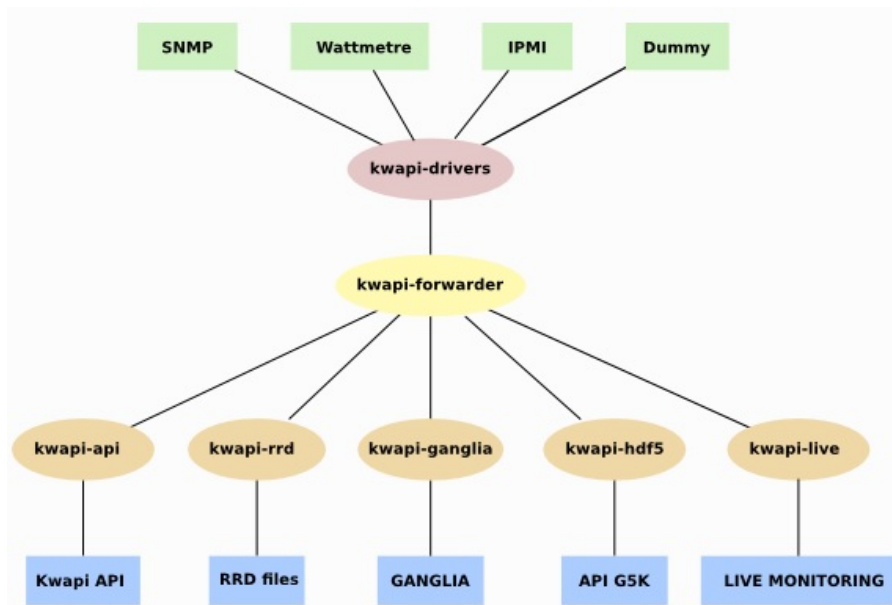 SNMP
Wattmetre
IPMI
Dummy
kwapi-drivers
kwapi-forwarder
kwapi-api
kwapi-rrd
kwapi-ganglia
kwapi-hdf5
kwapi-live
Kwapi API
RRD files
GANGLIA
API G5K
LIVE MONITORING